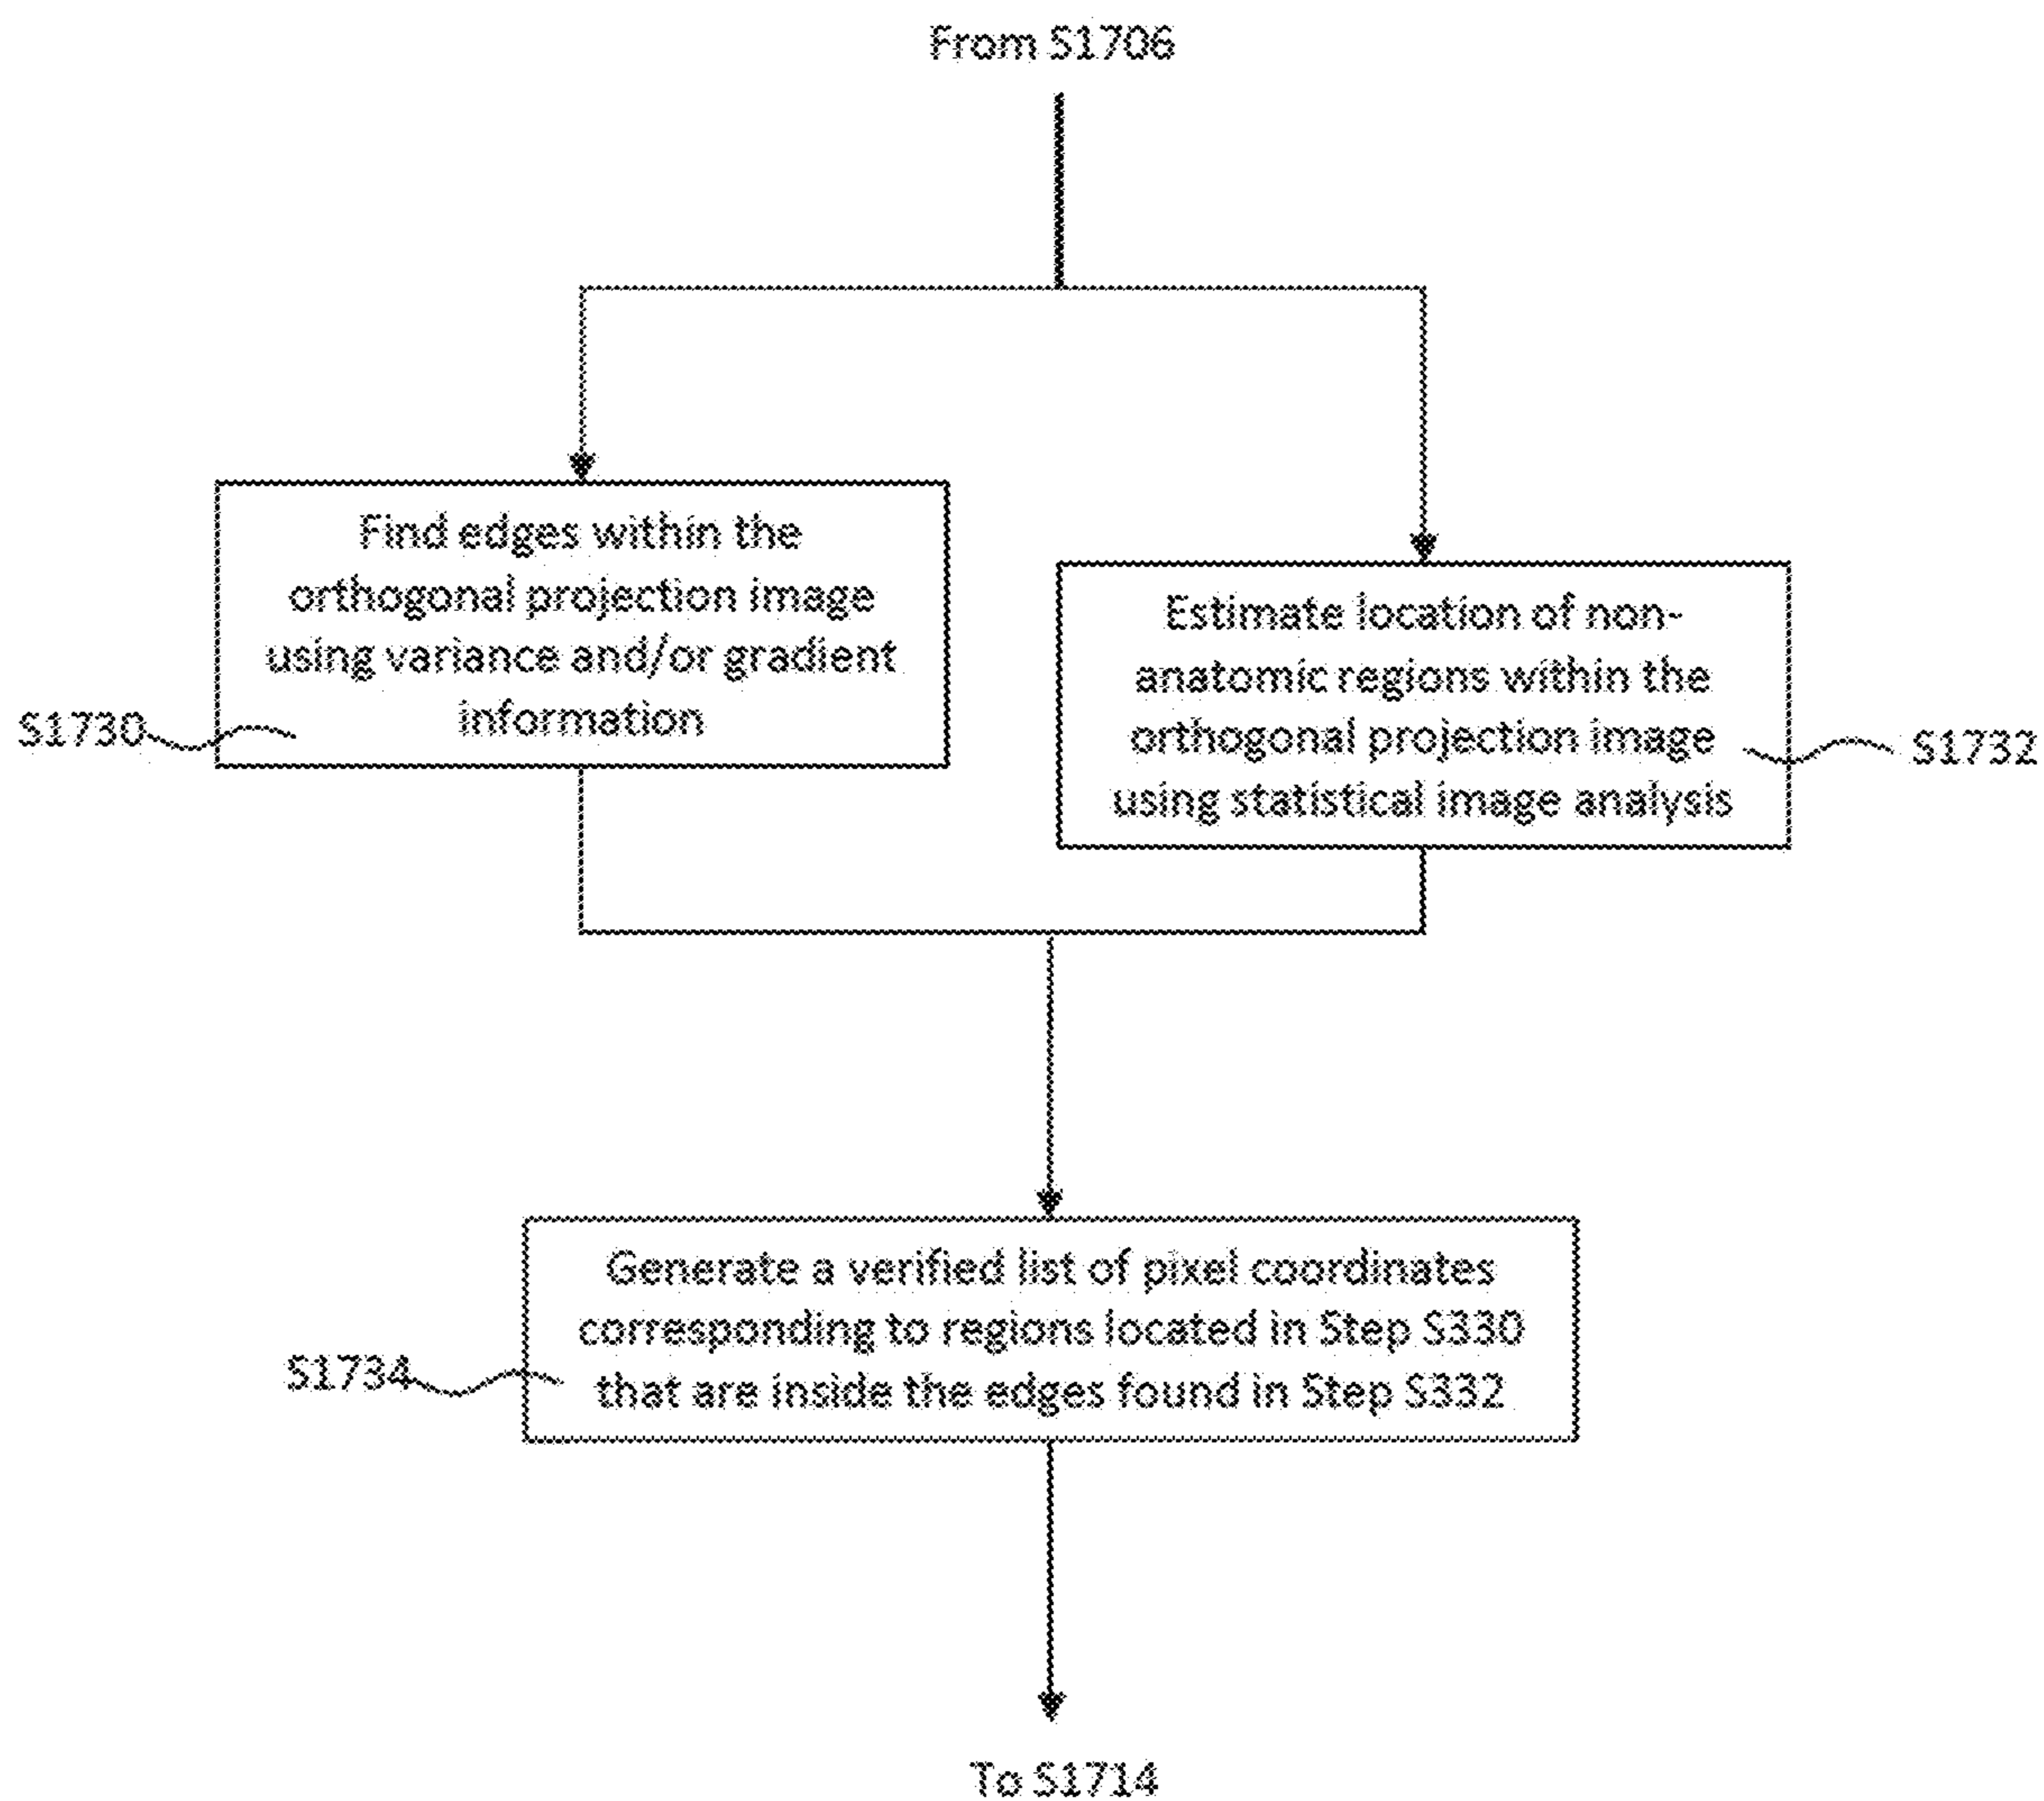 From S1706
Find edges within the
orthogonal projection image
using variance and/or gradient
information
S1730
Estimate location of non-
anatomic regions within the
orthogonal projection image
using statistical image analysis
S1732
Generate a verified list of pixel coordinates
corresponding to regions located in Step S330
that are inside the edges found in Step S332
S1734
To S1714